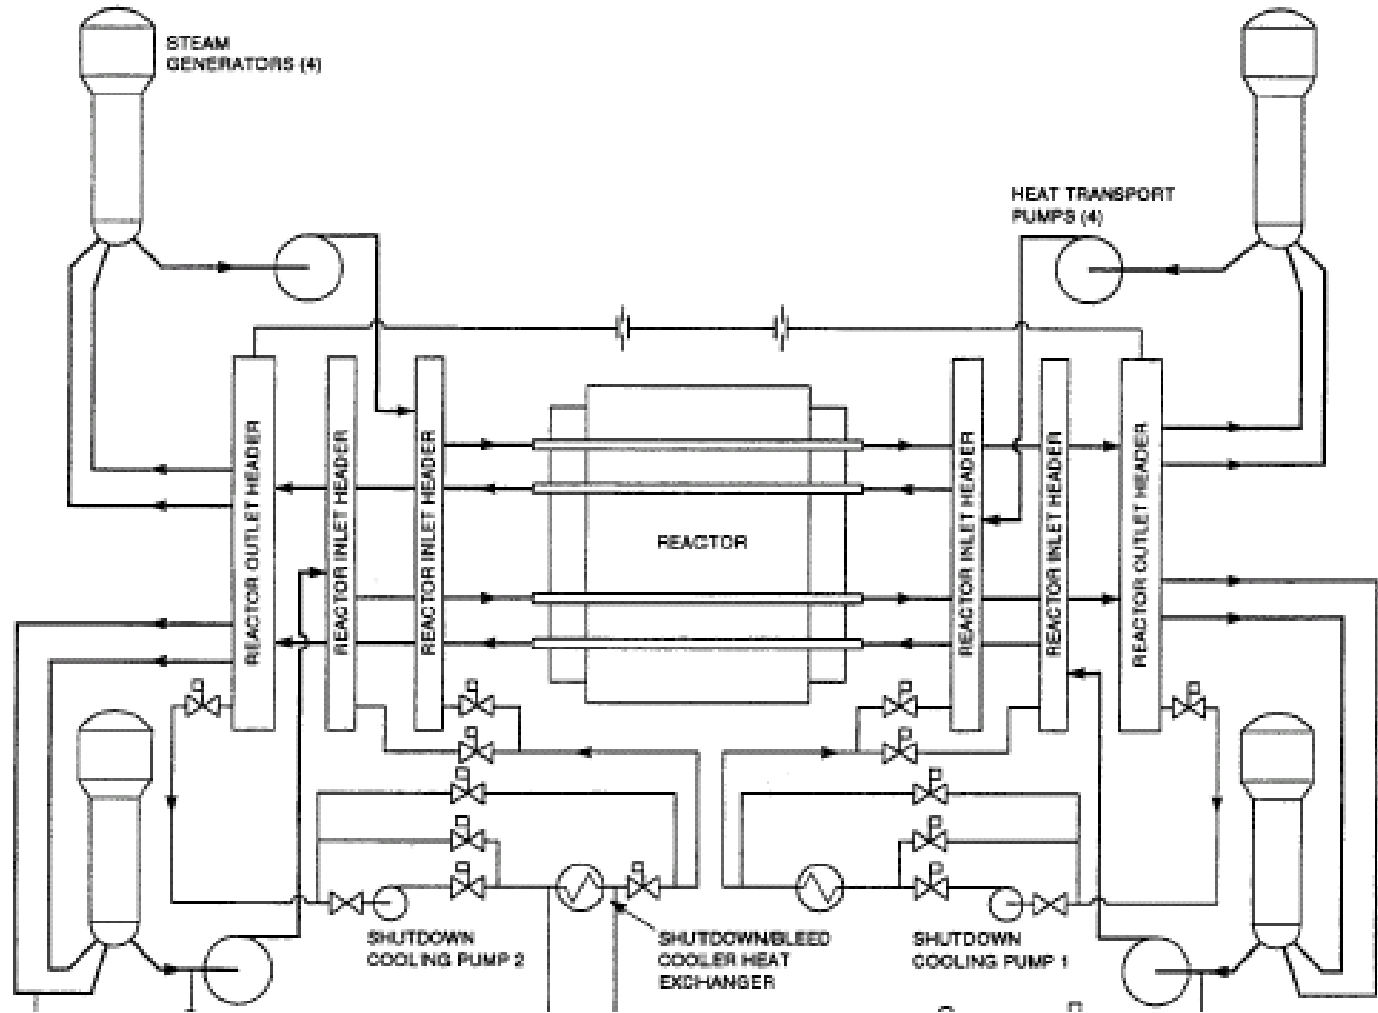 STEAM
GENERATORS (4)
HEAT TRANSPORT
PUMPS (4)
REACTOR OUTLET HEADER
REACTOR INLET HEADER
REACTOR INLET HEADER
REACTOR
REACTOR INLET HEADER
REACTOR INLET HEADER
REACTOR OUTLET HEADER
SHUTDOWN
COOLING PUMP 2
SHUTDOWN/BLEED
COOLER HEAT
EXCHANGER
SHUTDOWN
COOLING PUMP 1